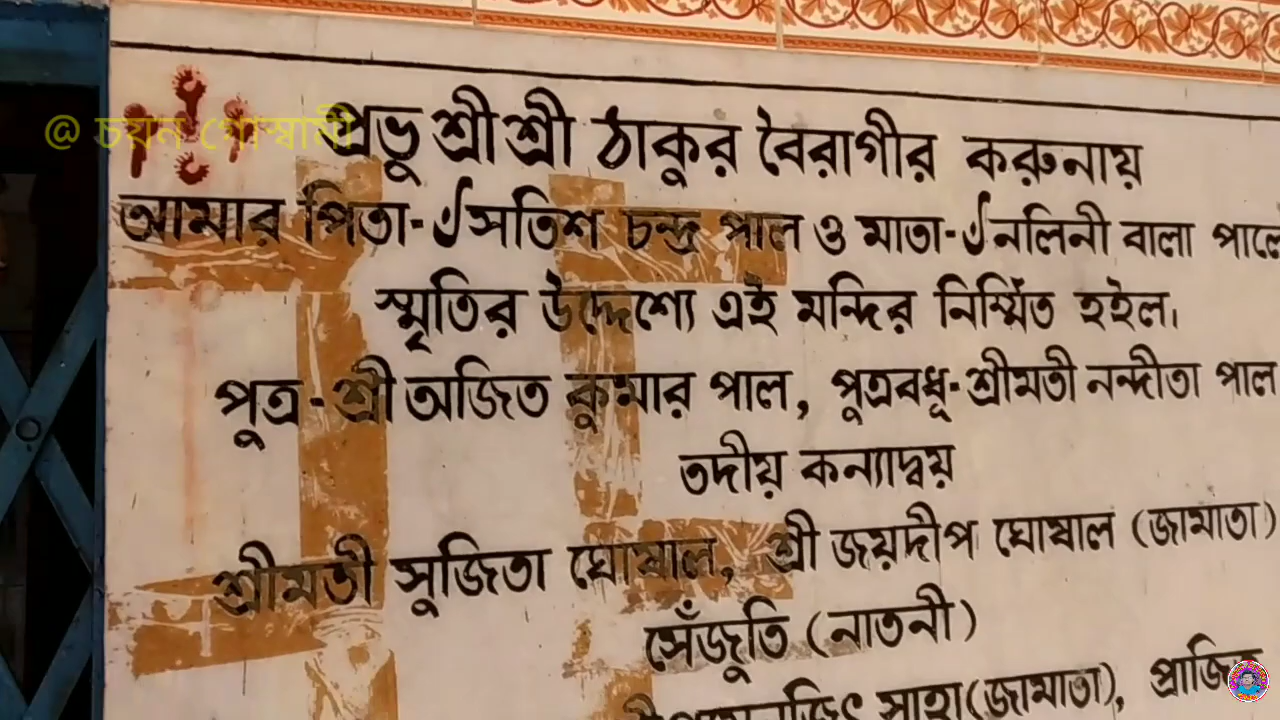 @ চয়ন গোস্বামী
প্রভু শ্রীশ্রী ঠাকুর বৈরাগীর করুনায়
আমার পিতা-ঁসতিশ চন্দ্র পাল ও মাতা-ঁনলিনী বালা পালে
স্মৃতির উদ্দেশ্যে এই মন্দির নির্ম্মিত হইল।
পুত্র-শ্রী অজিত কুমার পাল, পুত্রবধূ-শ্রীমতী নন্দীতা পাল
তদীয় কন্যাদ্বয়
শ্রীমতী সুজিতা ঘোষাল, শ্রী জয়দীপ ঘোষাল (জামাতা)
সেঁজুতি (নাতনী)
সাহা (জামাতা),